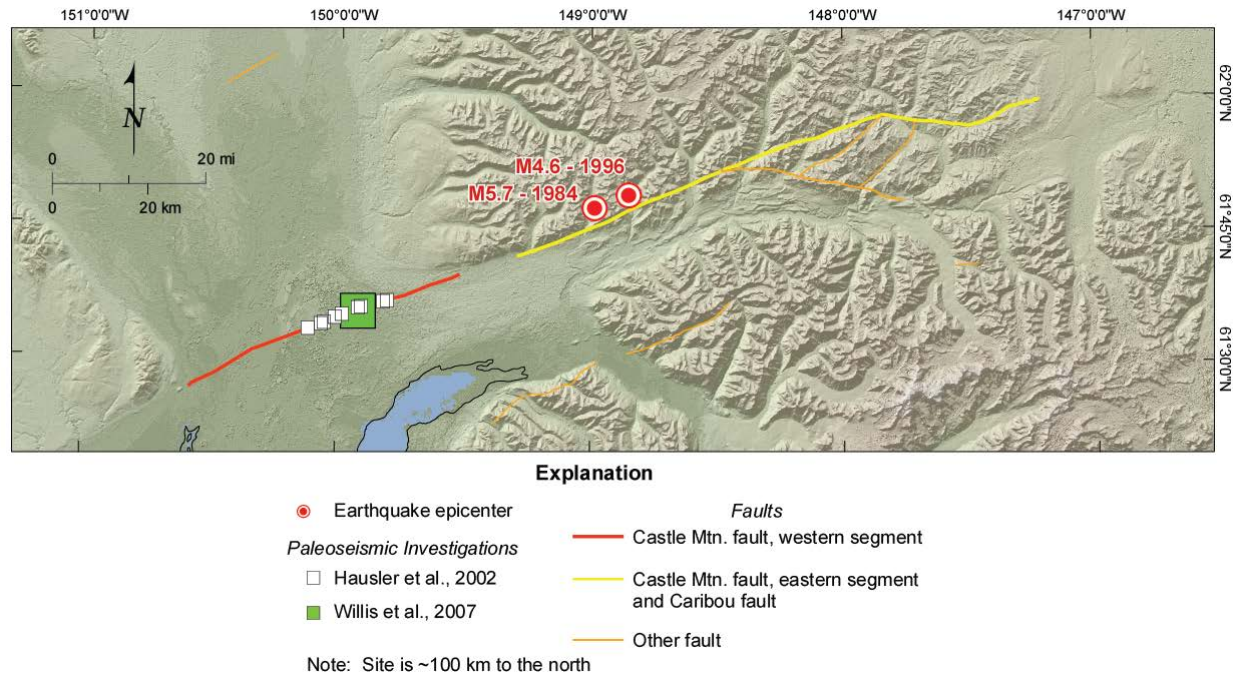 151°0'0"W
150°0'0"W
149°0'0"W
148°0'0"W
147°0'0"W
62°0'0"N
61°45'0"N
61°30'0"N
N
0
20 mi
0
20 km
M4.6 - 1996
M5.7 - 1984
Explanation
Earthquake epicenter
Paleoseismic Investigations
Hausler et al., 2002
Willis et al., 2007
Note: Site is ~100 km to the north
Faults
Castle Mtn. fault, western segment
Castle Mtn. fault, eastern segment
and Caribou fault
Other fault